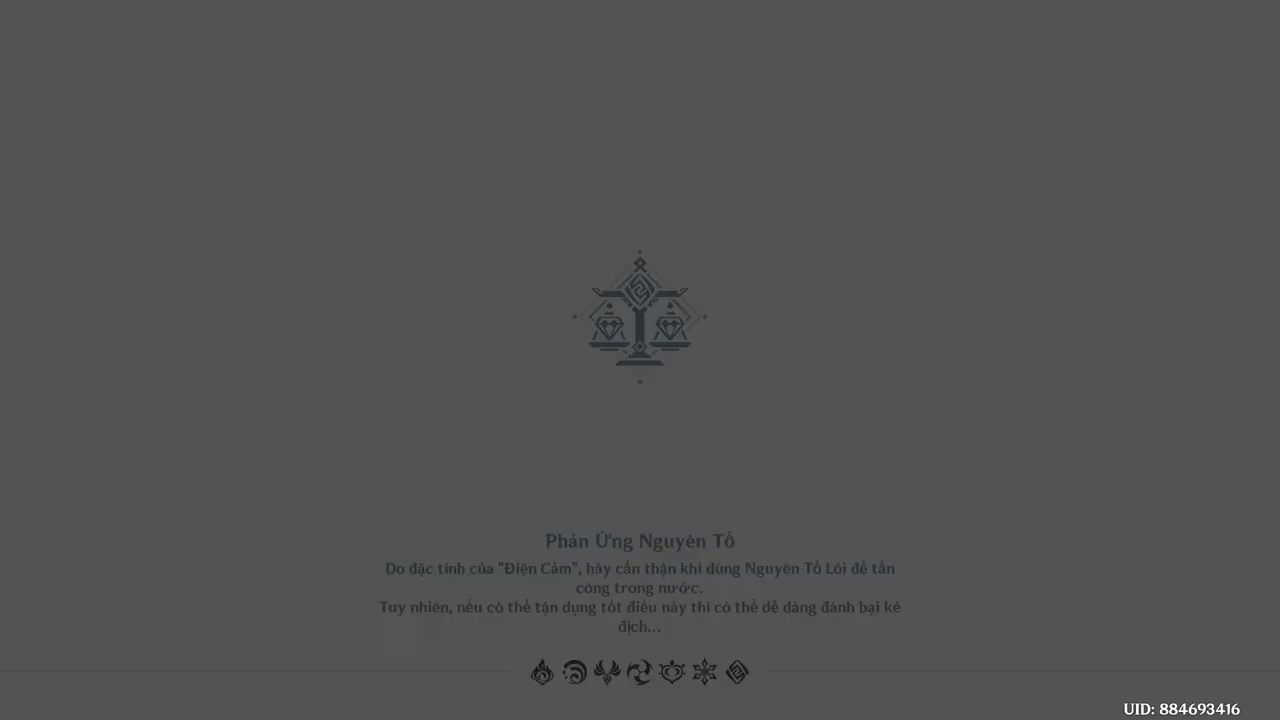 Phản Ứng Nguyên Tố
Do đặc tính của "Điện Cảm", hãy cẩn thận khi dùng Nguyên Tố Lôi để tấn
công trong nước.
Tuy nhiên, nếu có thể tận dụng tốt điều này thì có thể dễ dàng đánh bại kẻ
địch...
UID: 884693416